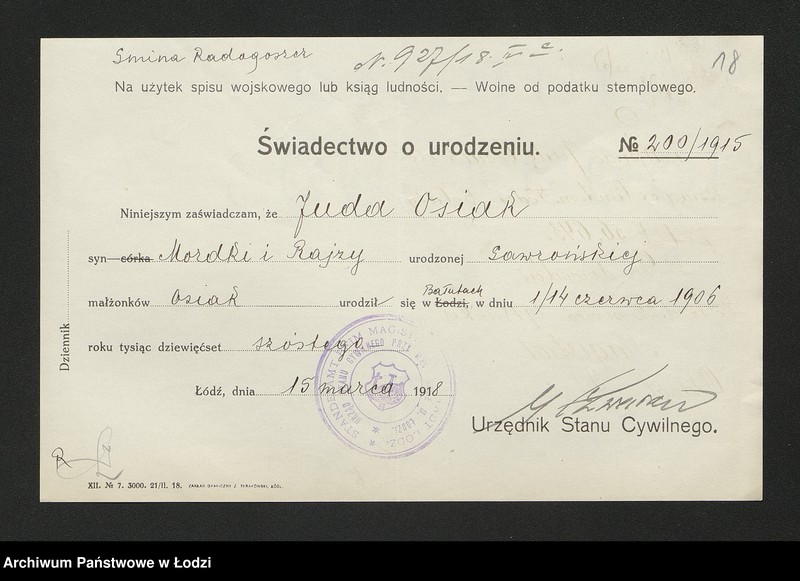 Gmina Radogoszcz N. 927/18. IV c. 18
Na użytek spisu wojskowego lub ksiąg ludności. — Wolne od podatku stemplowego.
Świadectwo o urodzeniu. № 200/1915
Niniejszym zaświadczam, że Juda Osiak
syn córka Mordki i Rajzy urodzonej Gawrońskiej
Bałutach
małżonków Osiak urodził się w Łodzi, w dniu 1/14 czerwca 1906
roku tysiąc dziewięćset szóstego
Łódź, dnia 15 marca 1918
Urzędnik Stanu Cywilnego.
Dziennik
XII. № 7. 3000. 21/II. 18.
Archiwum Państwowe w Łodzi